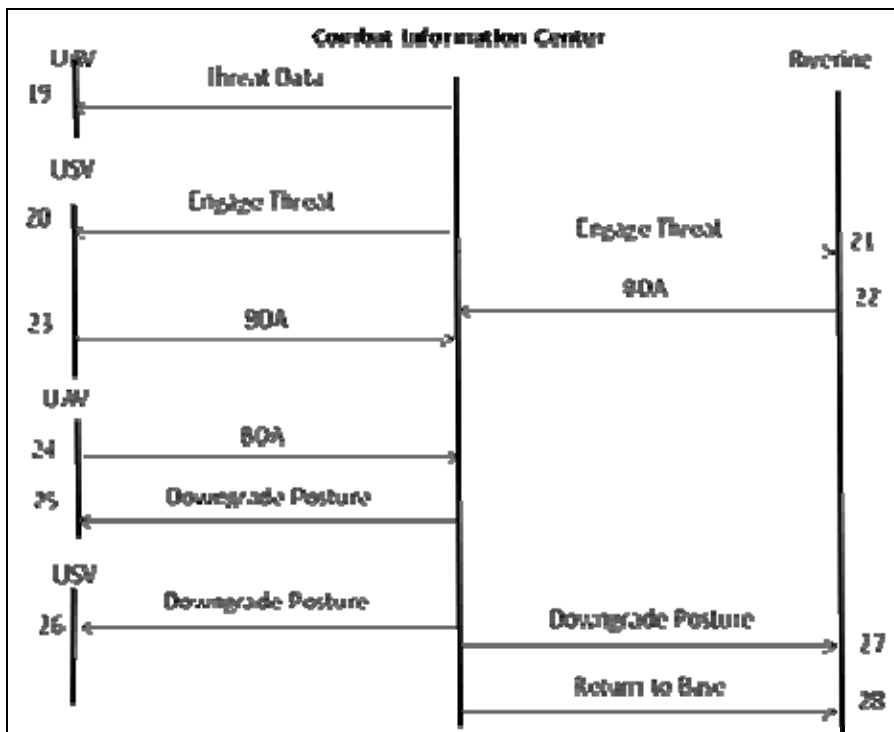 Combat Information Center
UAV
Riverine
Threat Data
19
USV
Engage Threat
20
Engage Threat
21
BDA
22
23
BDA
UAV
BDA
24
Downgrade Posture
25
USV
Downgrade Posture
26
Downgrade Posture
27
Return to Base
28